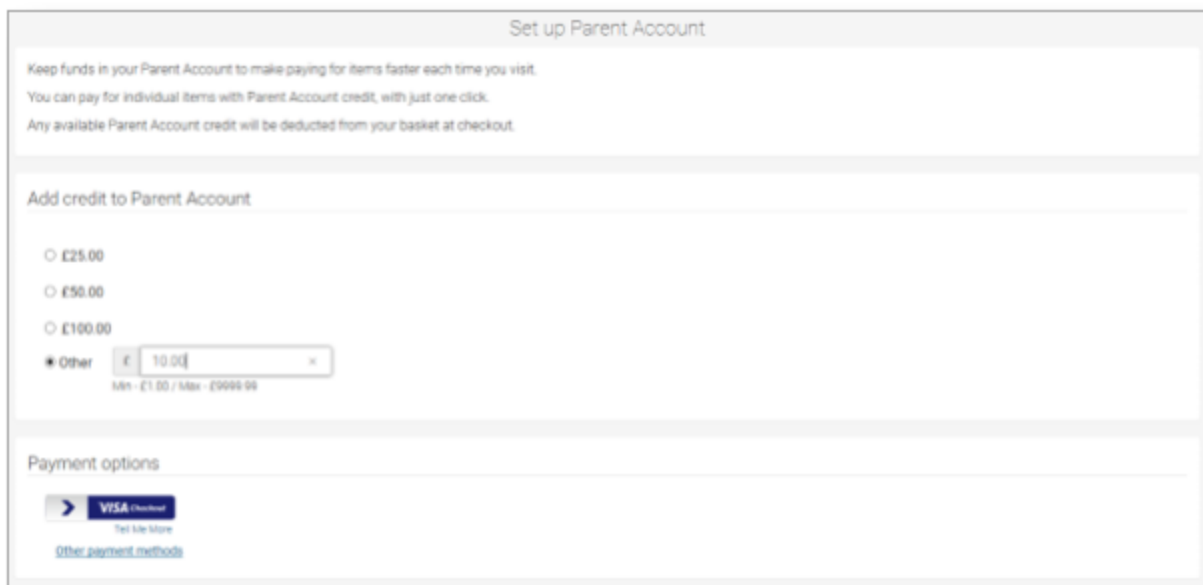 Set up Parent Account
Keep funds in your Parent Account to make paying for items faster each time you visit.
You can pay for individual items with Parent Account credit, with just one click.
Any available Parent Account credit will be deducted from your basket at checkout.
Add credit to Parent Account
£25.00
£50.00
£100.00
Other £ 10.00 ×
Min - £1.00 / Max - £9999.99
Payment options
VISA Checkout
Tell Me More
Other payment methods